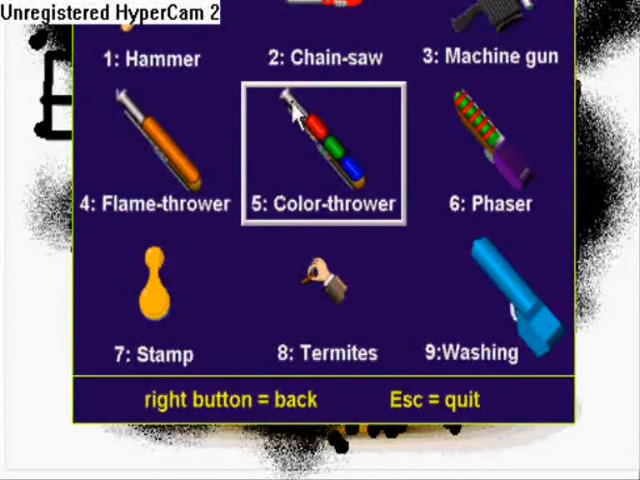 Unregistered HyperCam 2
1: Hammer
2: Chain-saw
3: Machine gun
4: Flame-thrower
5: Color-thrower
6: Phaser
7: Stamp
8: Termites
9:Washing
right button = back
Esc = quit